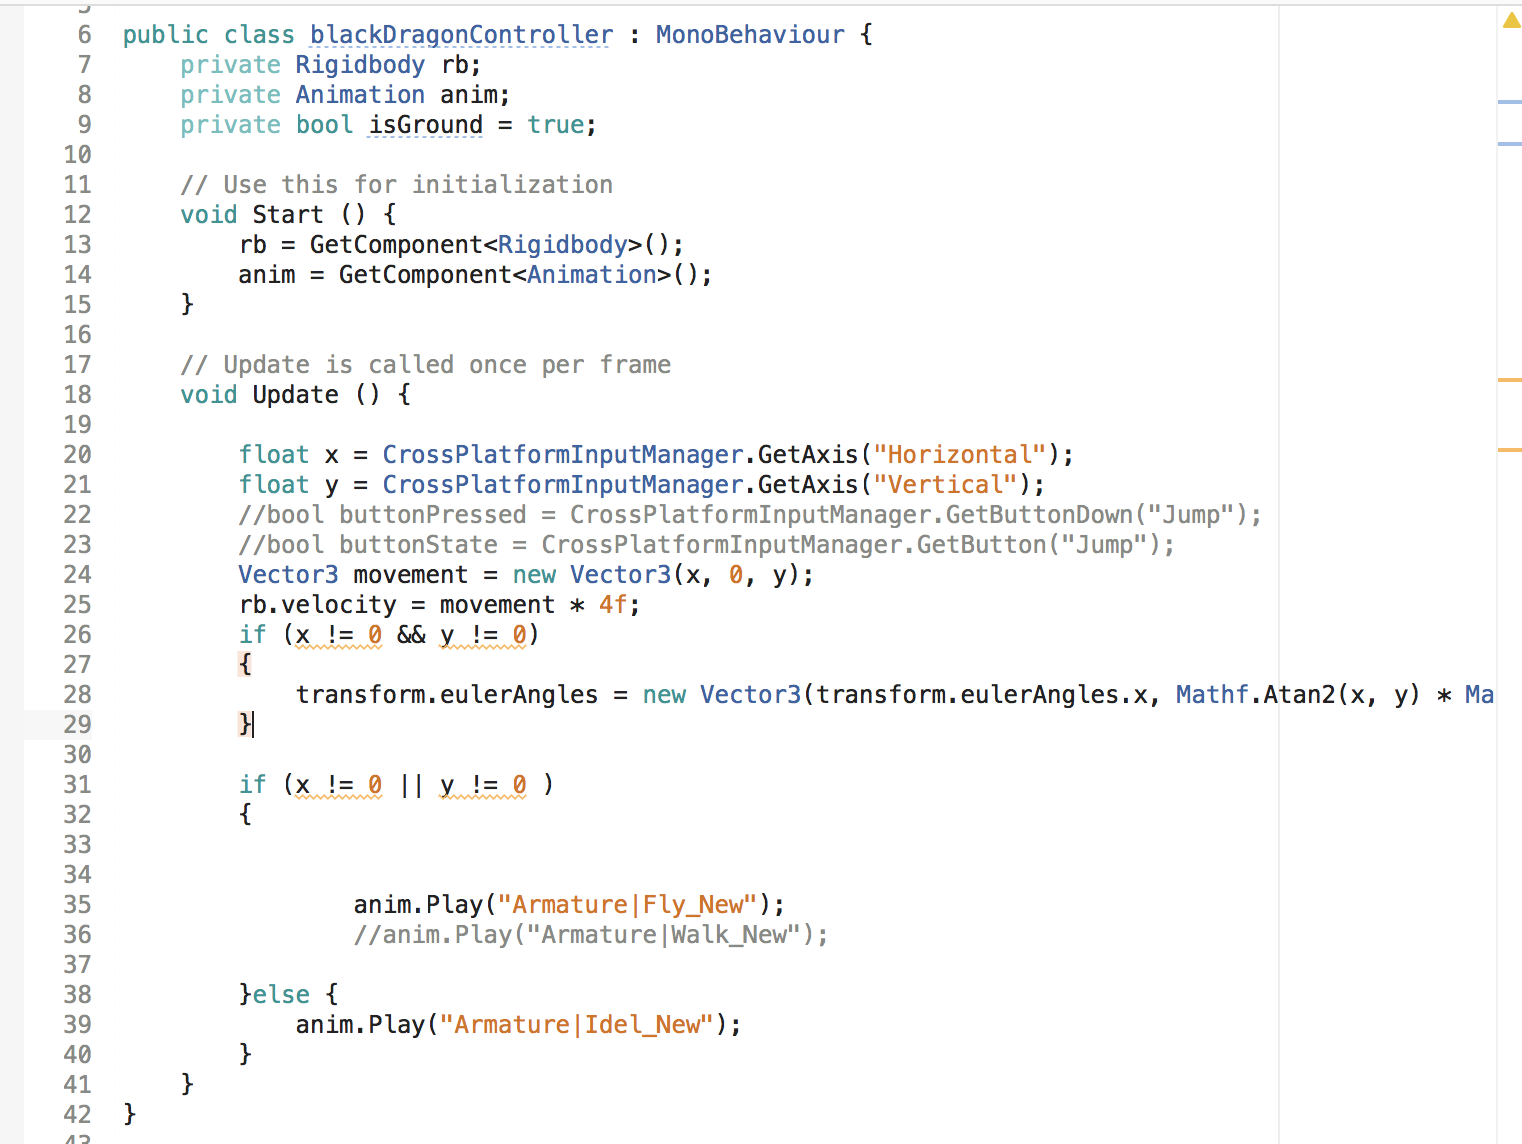 6 public class blackDragonController : MonoBehaviour {
7 private Rigidbody rb;
8 private Animation anim;
9 private bool isGround = true;
10
11 // Use this for initialization
12 void Start () {
13 rb = GetComponent<Rigidbody>();
14 anim = GetComponent<Animation>();
15 }
16
17 // Update is called once per frame
18 void Update () {
19
20 float x = CrossPlatformInputManager.GetAxis("Horizontal");
21 float y = CrossPlatformInputManager.GetAxis("Vertical");
22 //bool buttonPressed = CrossPlatformInputManager.GetButtonDown("Jump");
23 //bool buttonState = CrossPlatformInputManager.GetButton("Jump");
24 Vector3 movement = new Vector3(x, 0, y);
25 rb.velocity = movement * 4f;
26 if (x != 0 && y != 0)
27 {
28 transform.eulerAngles = new Vector3(transform.eulerAngles.x, Mathf.Atan2(x, y) * Ma
29 }
30
31 if (x != 0 || y != 0 )
32 {
33
34
35 anim.Play("Armature|Fly_New");
36 //anim.Play("Armature|Walk_New");
37
38 }else {
39 anim.Play("Armature|Idel_New");
40 }
41 }
42 }